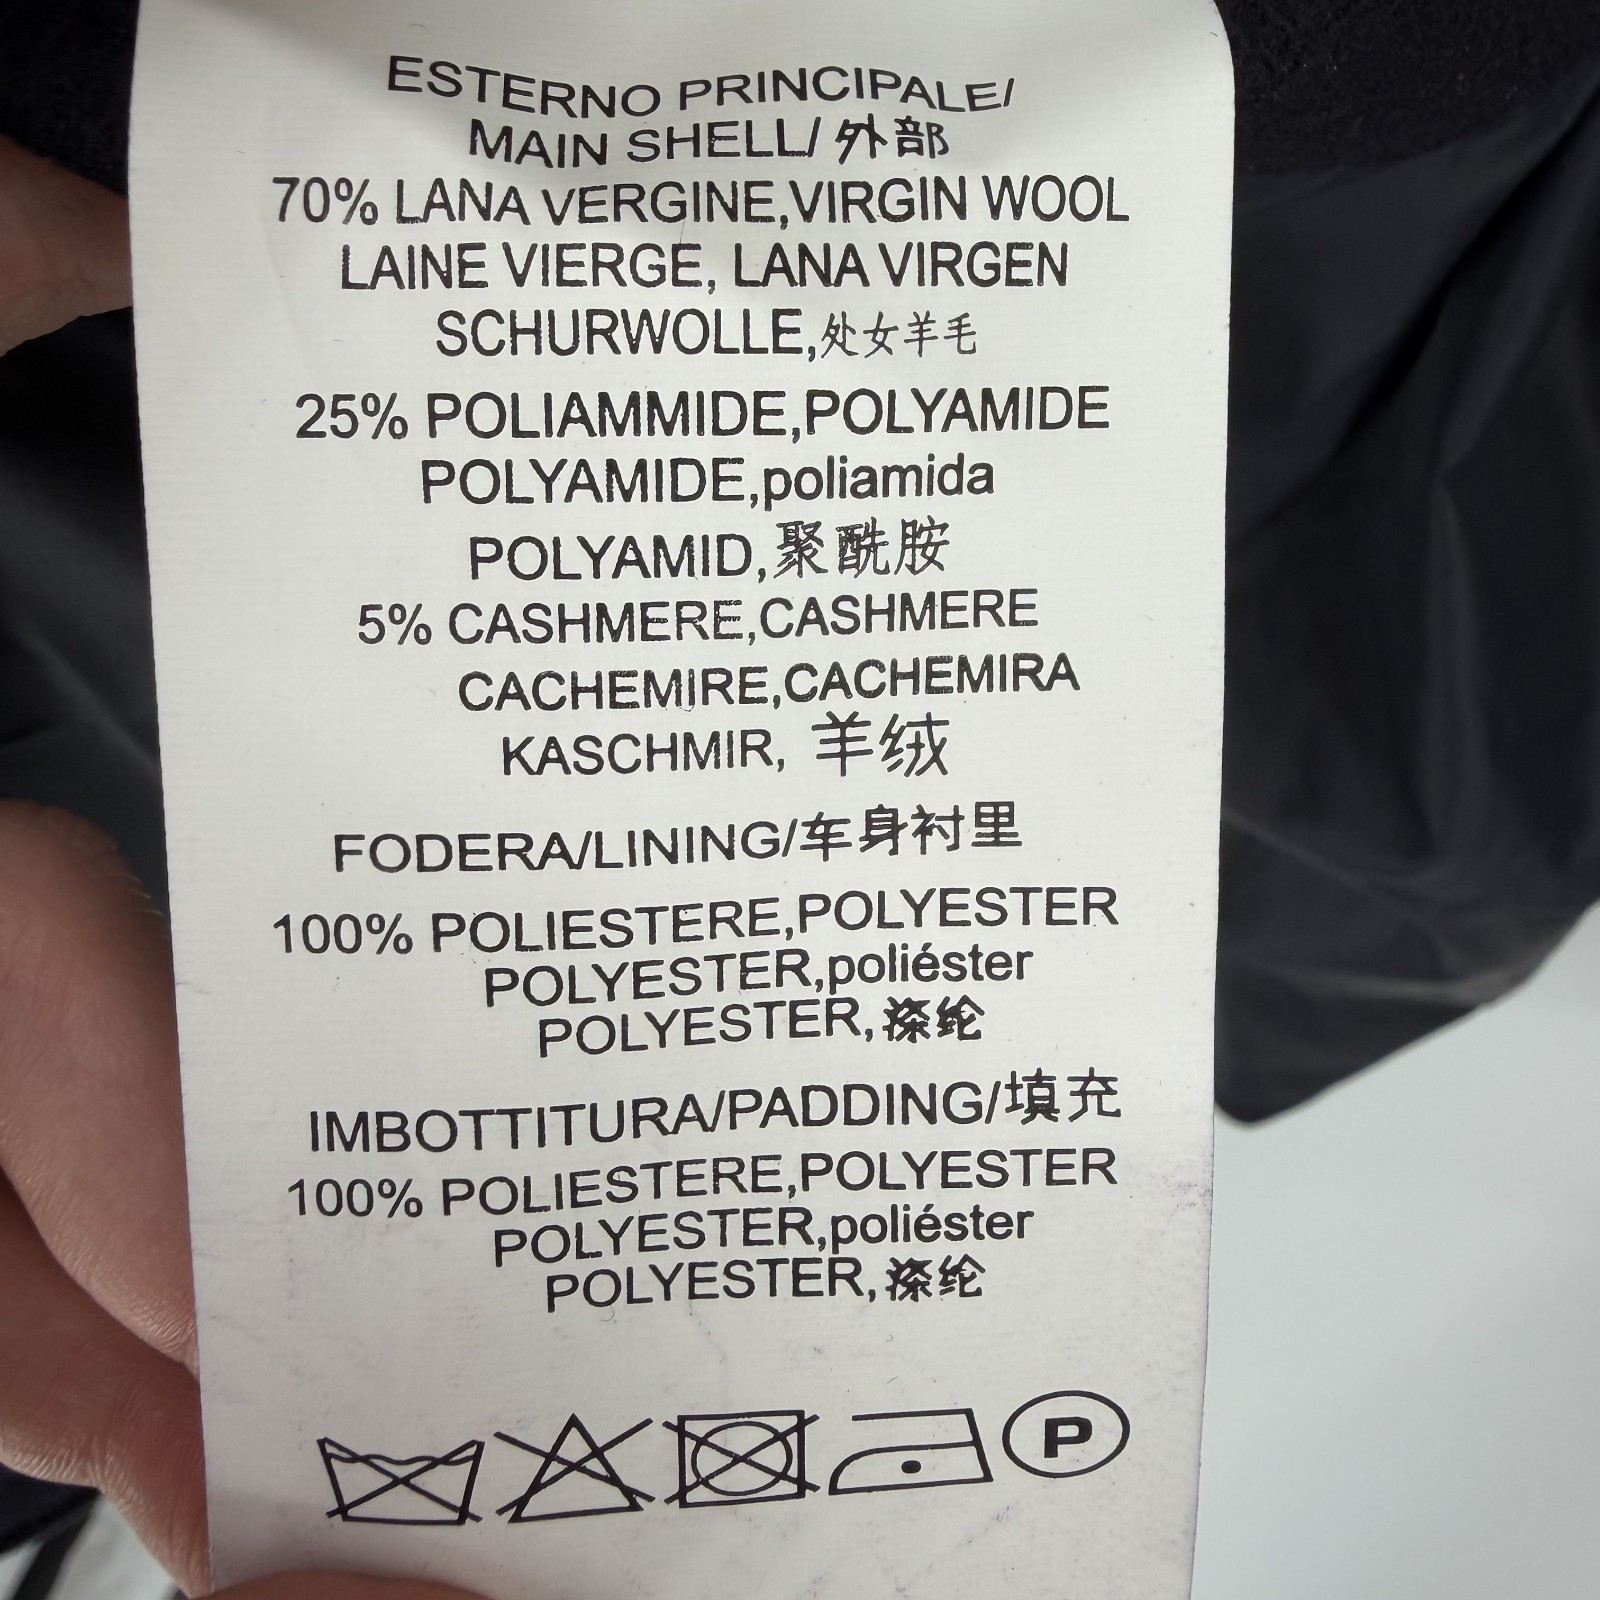 ESTERNO PRINCIPALE/
MAIN SHELL/ 外部
70% LANA VERGINE,VIRGIN WOOL
LAINE VIERGE, LANA VIRGEN
SCHURWOLLE,处女羊毛
25% POLIAMMIDE,POLYAMIDE
POLYAMIDE,poliamida
POLYAMID,聚酰胺
5% CASHMERE,CASHMERE
CACHEMIRE,CACHEMIRA
KASCHMIR, 羊绒
FODERA/LINING/车身衬里
100% POLIESTERE,POLYESTER
POLYESTER,poliéster
POLYESTER,涤纶
IMBOTTITURA/PADDING/填充
100% POLIESTERE,POLYESTER
POLYESTER,poliéster
POLYESTER,涤纶
P